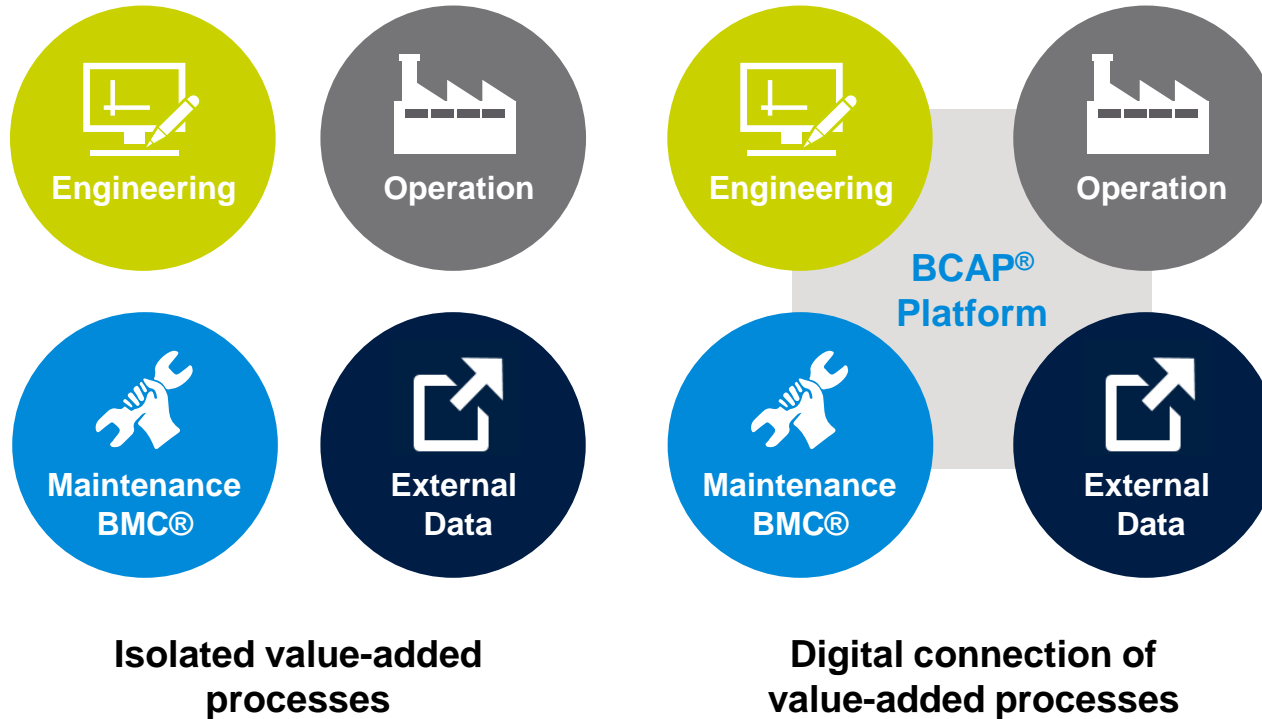 Engineering
Operation
Maintenance
BMC®
External
Data
Isolated value-added
processes
Engineering
Operation
BCAP®
Platform
Maintenance
BMC®
External
Data
Digital connection of
value-added processes